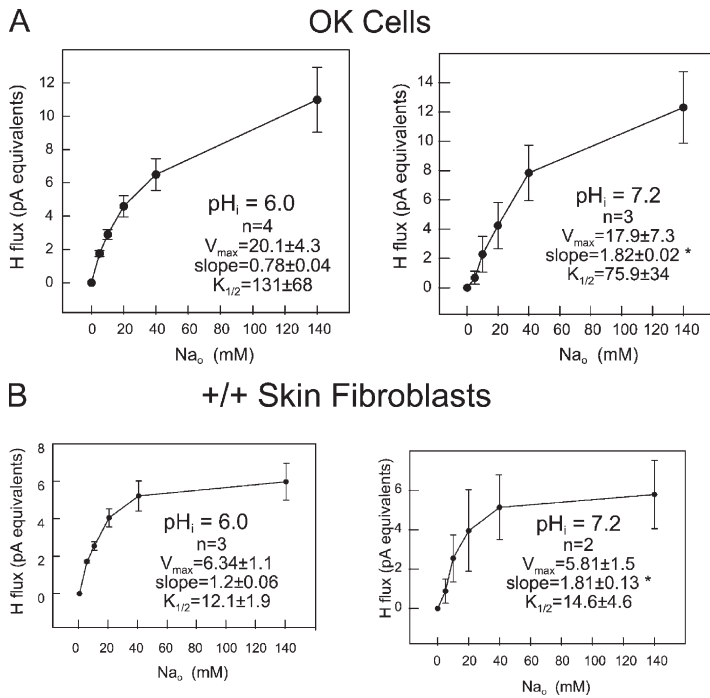 A
OK Cells
H flux (pA equivalents)
12
10
8
6
4
2
0
pHi = 6.0
n=4
Vmax=20.1±4.3
slope=0.78±0.04
K1/2=131±68
0 20 40 60 80 100 120 140
Nao (mM)
H flux (pA equivalents)
14
12
10
8
6
4
2
0
pHi = 7.2
n=3
Vmax=17.9±7.3
slope=1.82±0.02 *
K1/2=75.9±34
0 20 40 60 80 100 120 140
Nao (mM)
B
+/+ Skin Fibroblasts
H flux (pA equivalents)
8
6
4
2
0
pHi = 6.0
n=3
Vmax=6.34±1.1
slope=1.2±0.06
K1/2=12.1±1.9
0 20 40 60 80 100 120 140
Nao (mM)
H flux (pA equivalents)
6
4
2
0
pHi = 7.2
n=2
Vmax=5.81±1.5
slope=1.81±0.13 *
K1/2=14.6±4.6
0 20 40 60 80 100 120 140
Nao (mM)